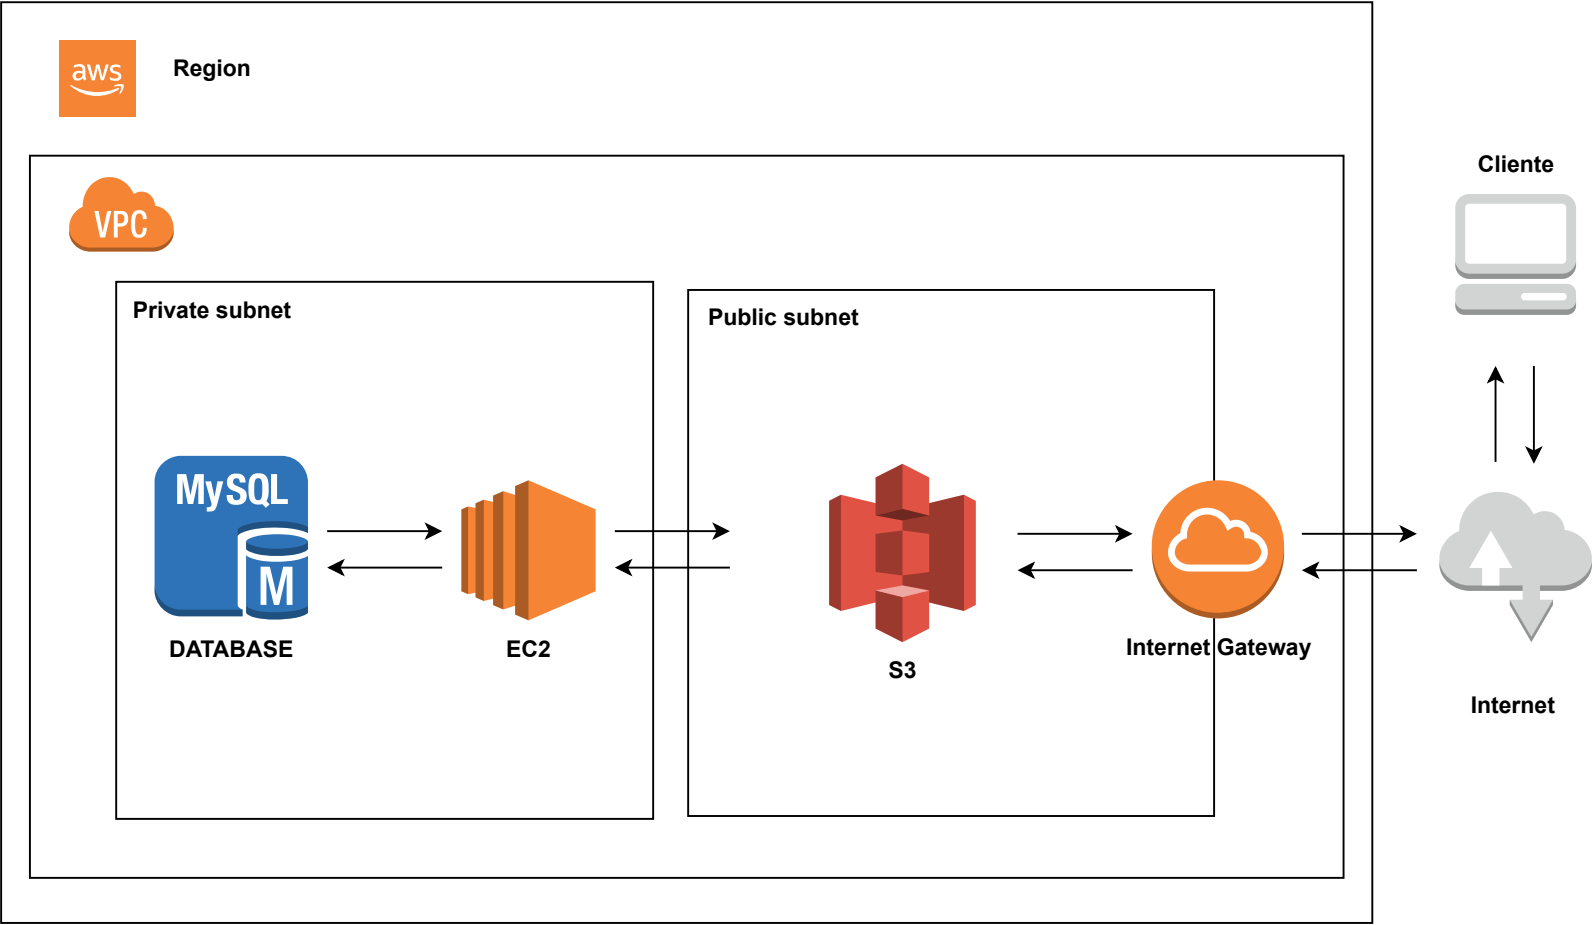 aws
Region
Cliente
VPC
Private subnet
Public subnet
MySQL
M
DATABASE
EC2
S3
Internet Gateway
Internet